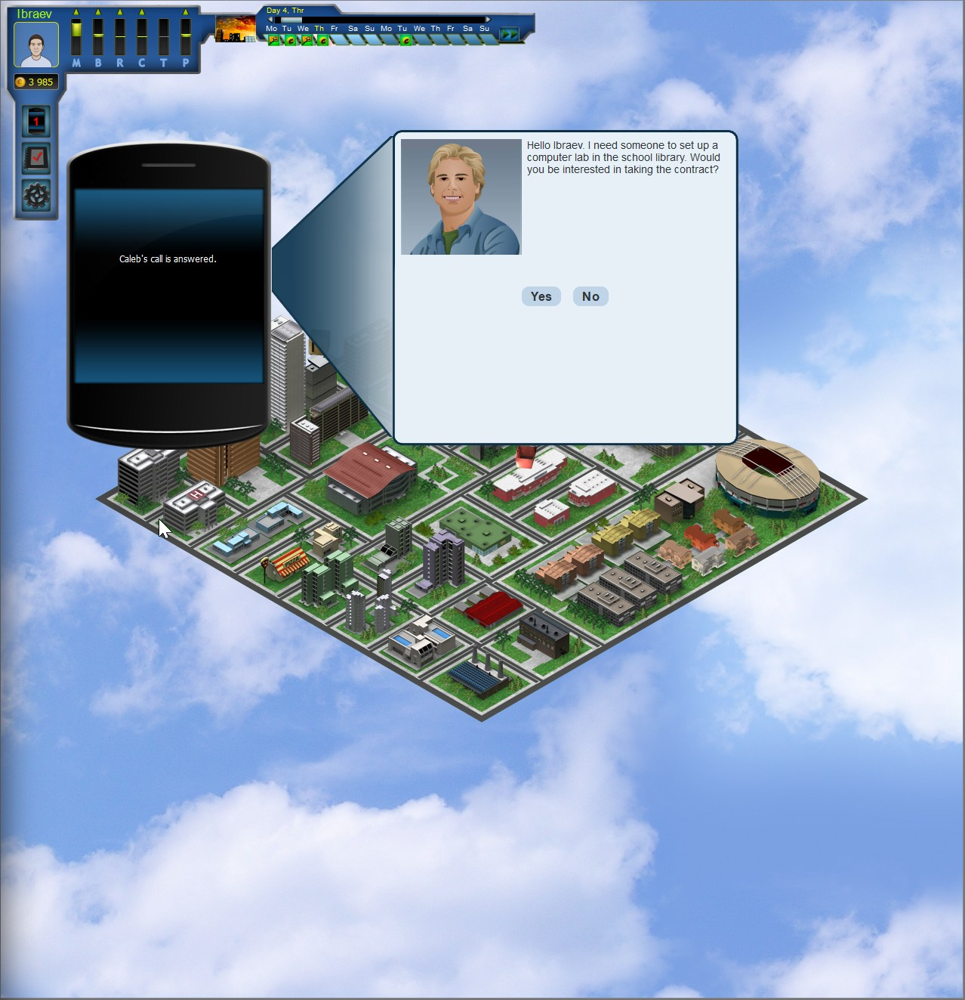 Ibraev
M B R C T P
3 985
1
Day 4, Thr
Mo Tu We Th Fr Sa Su Mo Tu We Th Fr Sa Su
Caleb's call is answered.
Hello Ibraev. I need someone to set up a
computer lab in the school library. Would
you be interested in taking the contract?
Yes No
H